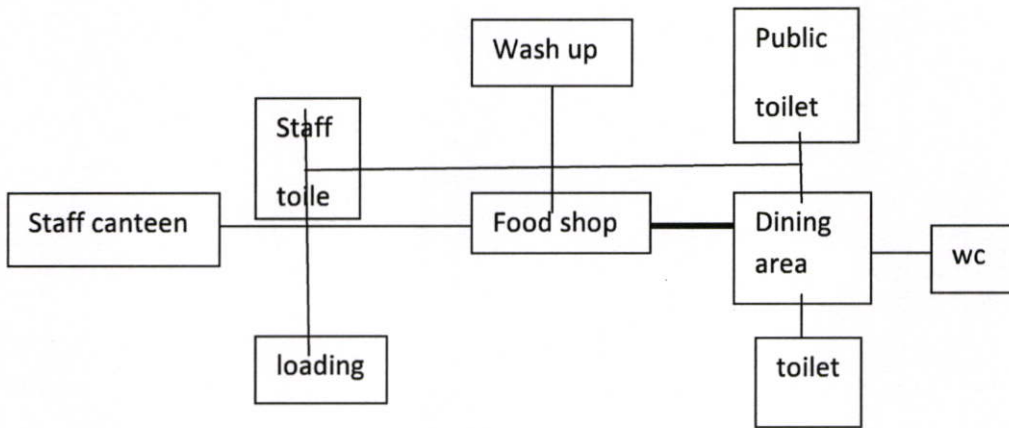 Wash up
Public
toilet
Staff
toile
Staff canteen
Food shop
Dining
area
wc
loading
toilet